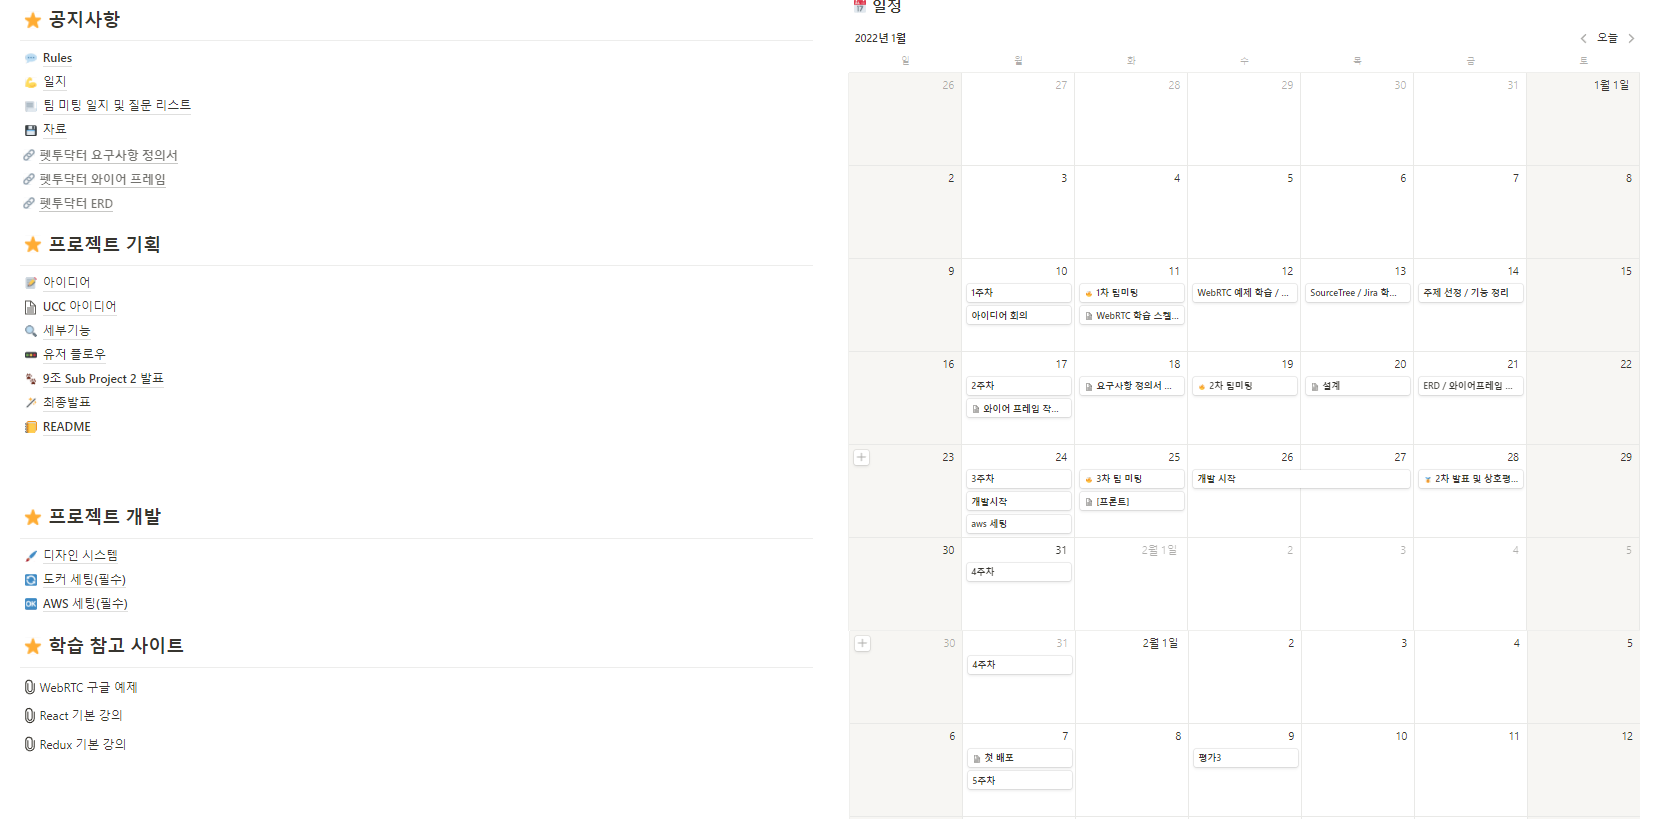 공지사항
Rules
일지
팀 미팅 일지 및 질문 리스트
자료
펫투닥터 요구사항 정의서
펫투닥터 와이어 프레임
펫투닥터 ERD
프로젝트 기획
아이디어
UCC 아이디어
세부기능
유저 플로우
9조 Sub Project 2 발표
최종발표
README
프로젝트 개발
디자인 시스템
도커 세팅(필수)
AWS 세팅(필수)
학습 참고 사이트
WebRTC 구글 예제
React 기본 강의
Redux 기본 강의
일정
2022년 1월 오늘
일 월 화 수 목 금 토
26 27 28 29 30 31 1월 1일
2 3 4 5 6 7 8
9 10 11 12 13 14 15
1주차 1차 팀미팅 WebRTC 예제 학습 / ... SourceTree / Jira 학... 주제 선정 / 기능 정리
아이디어 회의 WebRTC 학습 스켈...
16 17 18 19 20 21 22
2주차 요구사항 정의서 ... 2차 팀미팅 설계 ERD / 와이어프레임 ...
와이어 프레임 작...
23 24 25 26 27 28 29
3주차 3차 팀 미팅 개발 시작 2차 발표 및 상호평...
개발시작 [프론트]
aws 세팅
30 31 2월 1일 2 3 4 5
4주차
30 31 2월 1일 2 3 4 5
4주차
6 7 8 9 10 11 12
첫 배포 평가3
5주차